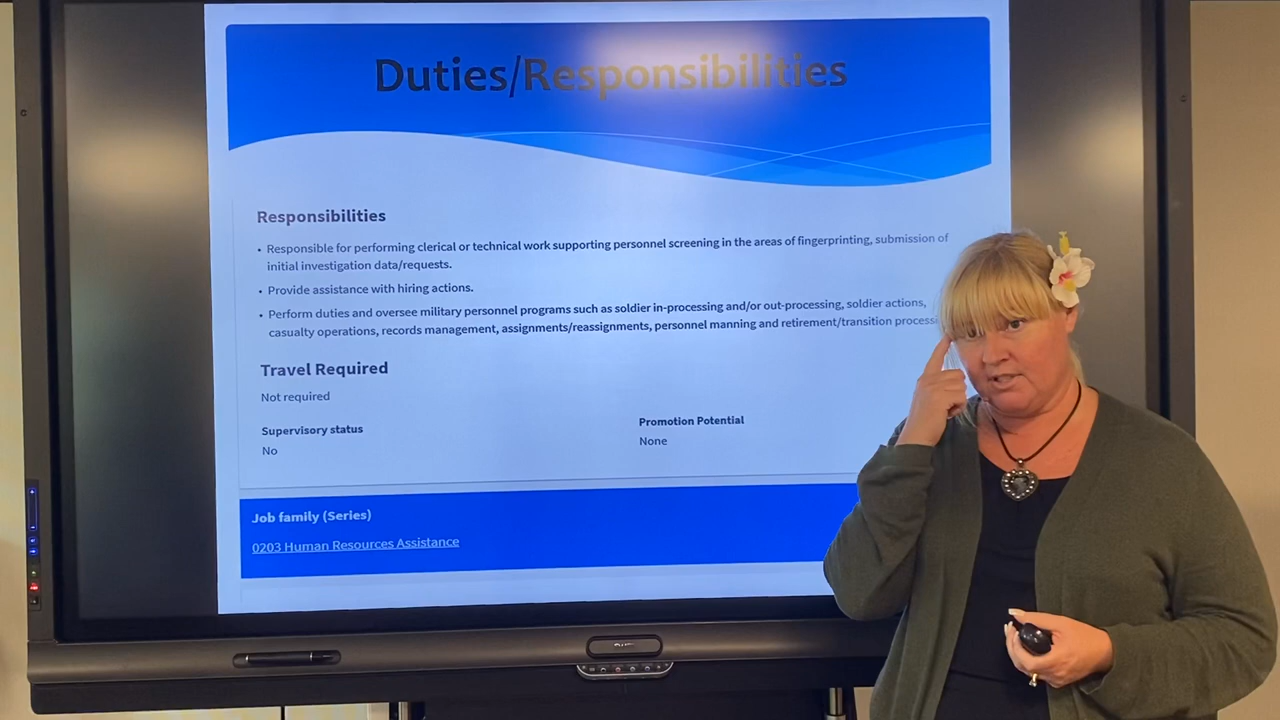 Duties/Responsibilities
Responsibilities
• Responsible for performing clerical or technical work supporting personnel screening in the areas of fingerprinting, submission of
initial investigation data/requests.
• Provide assistance with hiring actions.
• Perform duties and oversee military personnel programs such as soldier in-processing and/or out-processing, soldier actions,
casualty operations, records management, assignments/reassignments, personnel manning and retirement/transition
Travel Required
Not required
Supervisory status
No
Promotion Potential
None
Job family (Series)
0203 Human Resources Assistance